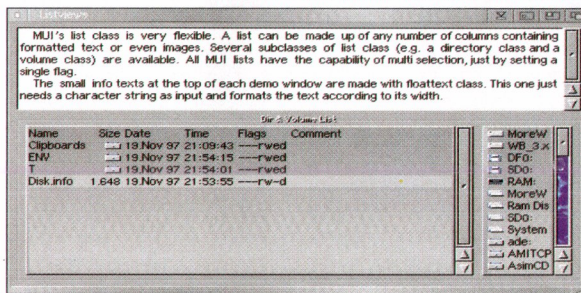 Listviews
MUI's list class is very flexible. A list can be made up of any number of columns containing
formatted text or even images. Several subclasses of list class (e.g. a directory class and a
volume class) are available. All MUI lists have the capability of multi selection, just by setting a
single flag.
The small info texts at the top of each demo window are made with floattext class. This one just
needs a character string as input and formats the text according to its width.
Dir & Volume List
Name Size Date Time Flags Comment
Clipboards 19.Nov 97 21:09:43 ----rwed
ENV 19.Nov 97 21:54:15 ----rwed
T 19.Nov 97 21:54:01 ----rwed
Disk.info 1.648 19.Nov 97 21:53:55 ----rw-d
MoreW
WB_3.x
DF0:
SD0:
RAM:
MoreW
Ram Dis
SD0:
System
ade:
AMITCP
AsimCD